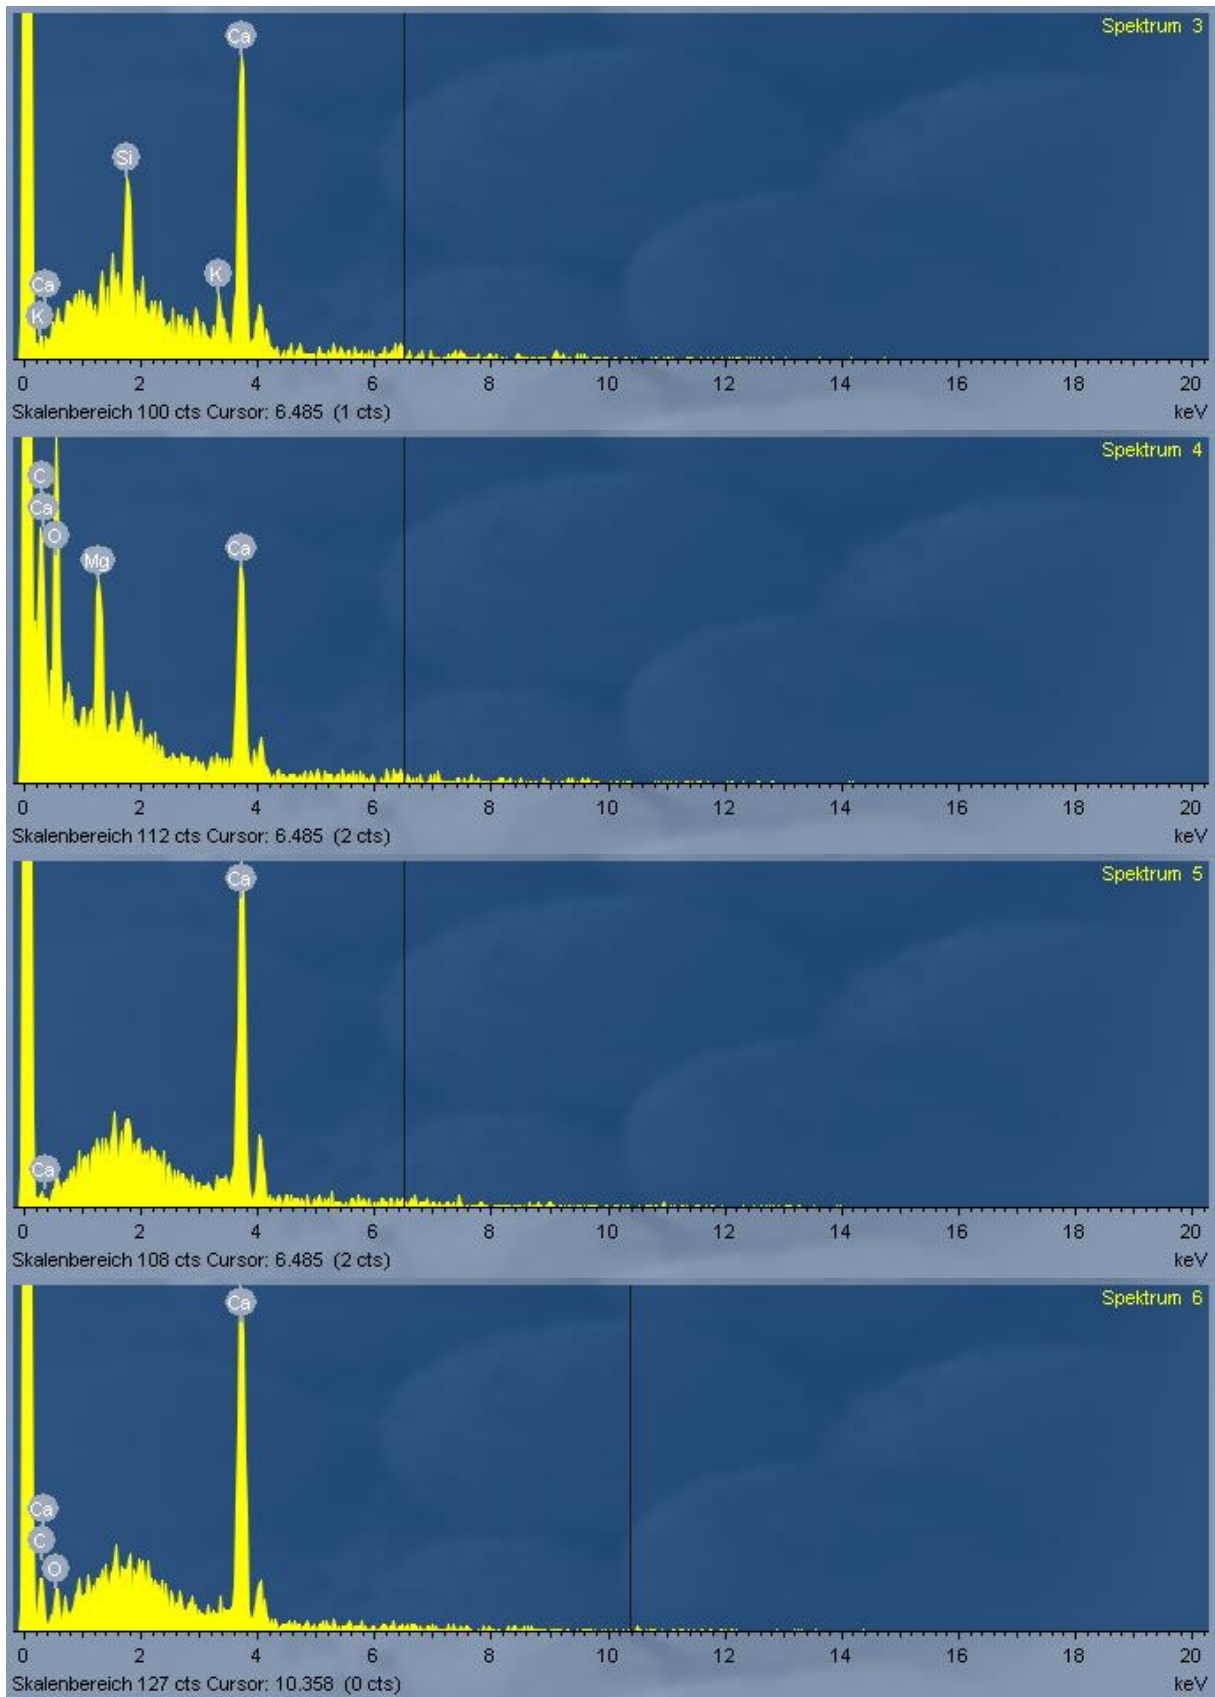 Spektrum 3
Ca
Si
K
Ca
K
0 2 4 6 8 10 12 14 16 18 20
Skalenbereich 100 cts Cursor: 6.485 (1 cts) keV
Spektrum 4
C
Ca
O
Ca
Mg
0 2 4 6 8 10 12 14 16 18 20
Skalenbereich 112 cts Cursor: 6.485 (2 cts) keV
Spektrum 5
Ca
Ca
0 2 4 6 8 10 12 14 16 18 20
Skalenbereich 108 cts Cursor: 6.485 (2 cts) keV
Spektrum 6
Ca
Ca
C
O
0 2 4 6 8 10 12 14 16 18 20
Skalenbereich 127 cts Cursor: 10.358 (0 cts) keV